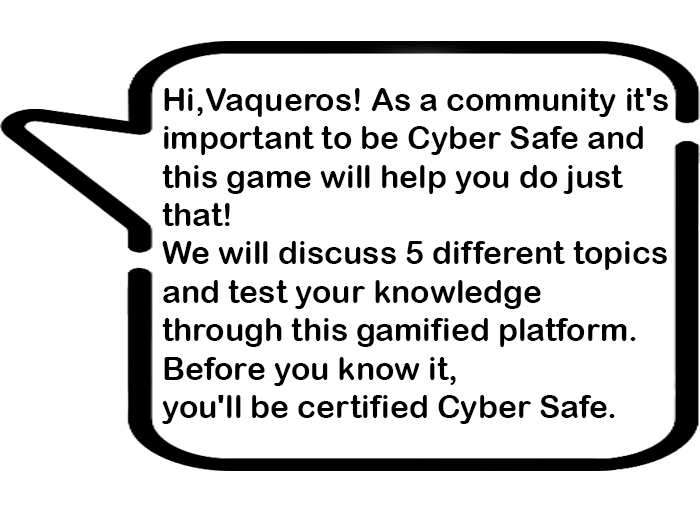 Hi,Vaqueros! As a community it's
important to be Cyber Safe and
this game will help you do just
that!
We will discuss 5 different topics
and test your knowledge
through this gamified platform.
Before you know it,
you'll be certified Cyber Safe.